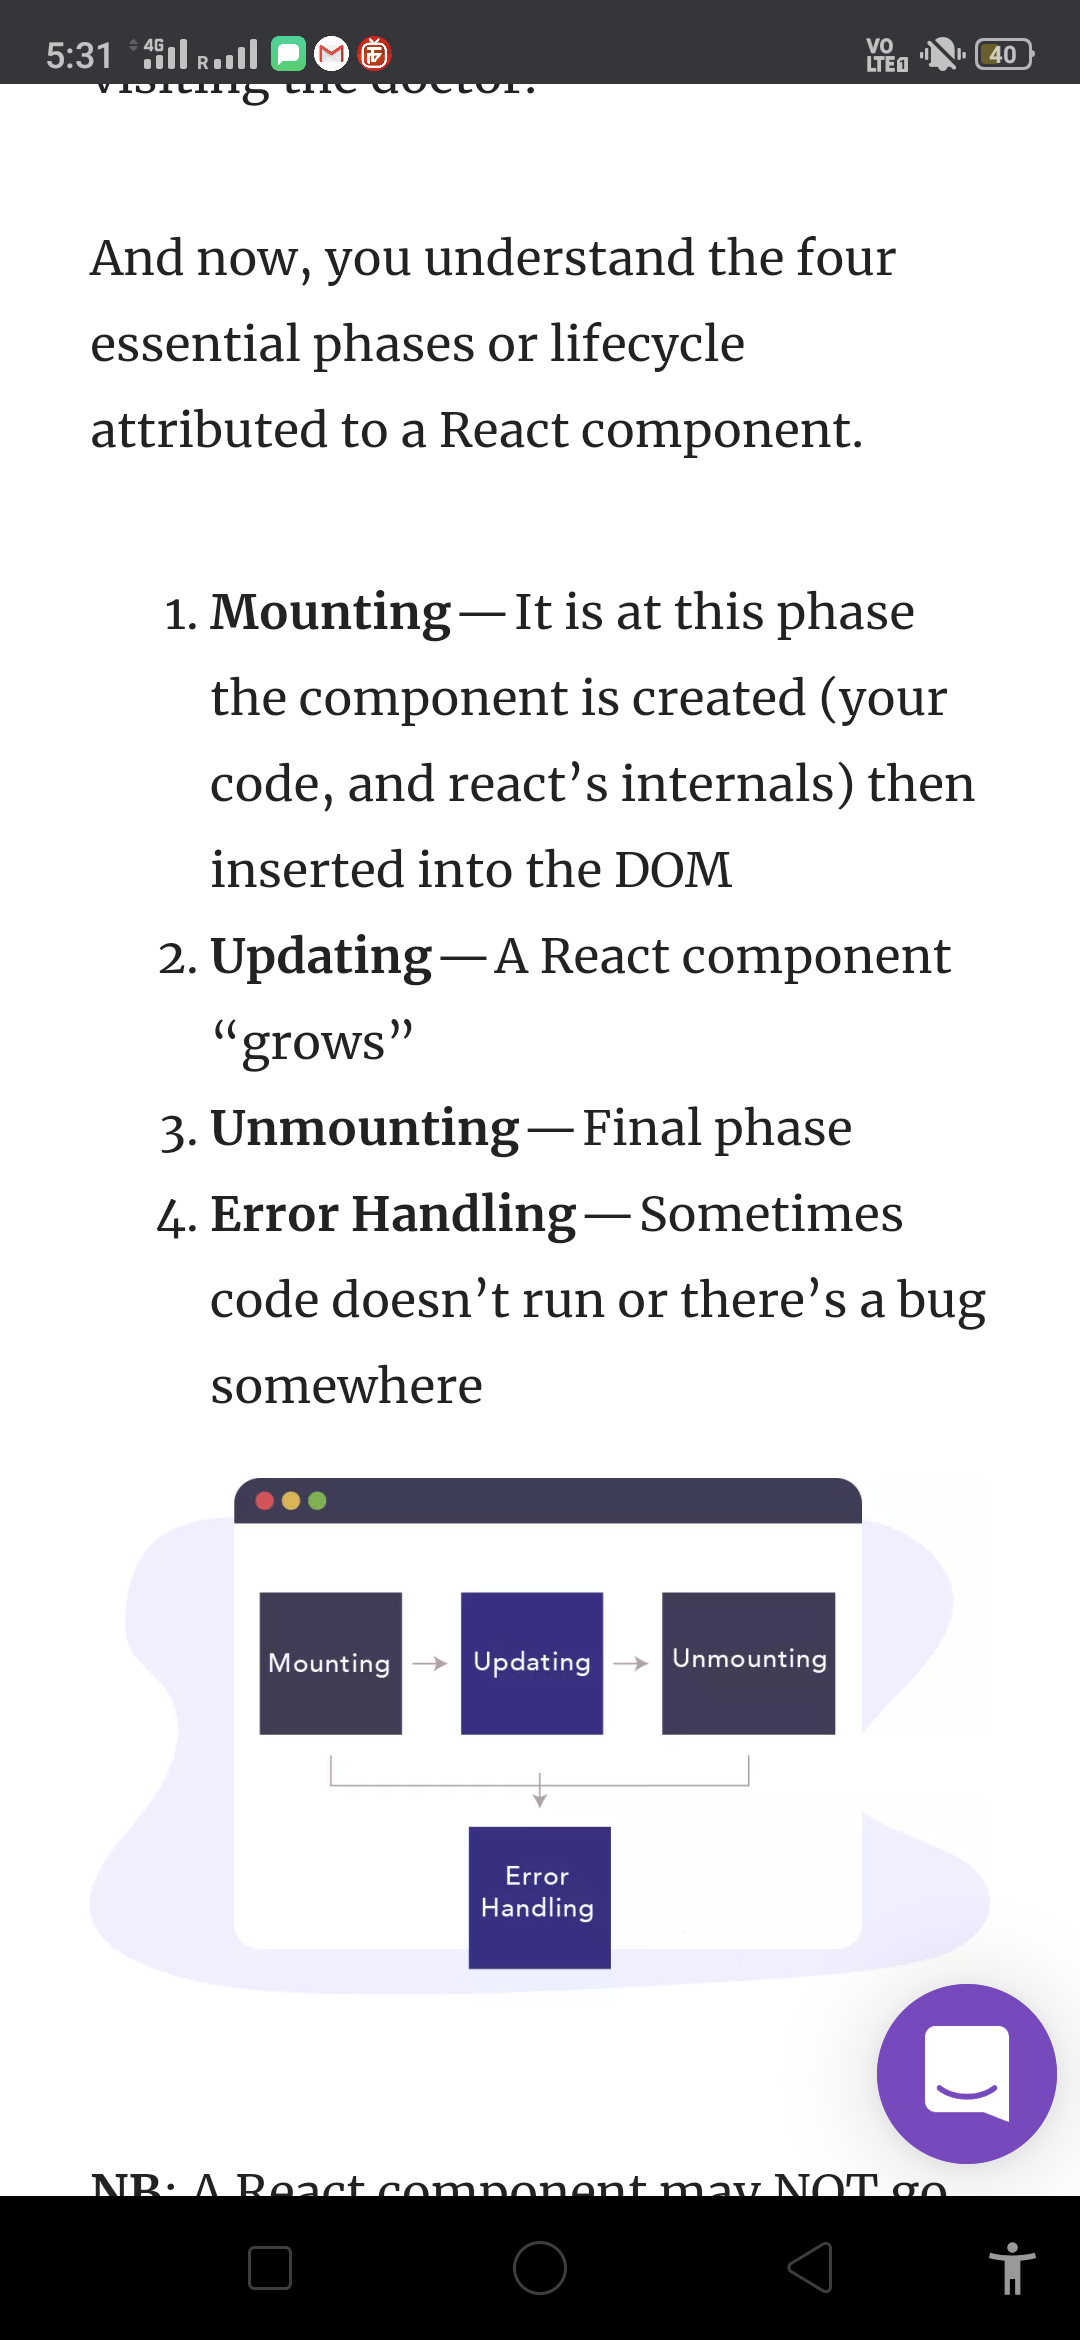 5:31 4G R VO LTE 1 40
visiting the doctor.
And now, you understand the four
essential phases or lifecycle
attributed to a React component.
1. Mounting — It is at this phase
the component is created (your
code, and react’s internals) then
inserted into the DOM
2. Updating — A React component
“grows”
3. Unmounting — Final phase
4. Error Handling — Sometimes
code doesn’t run or there’s a bug
somewhere
Mounting Updating Unmounting
Error
Handling
NB: A React component may NOT go